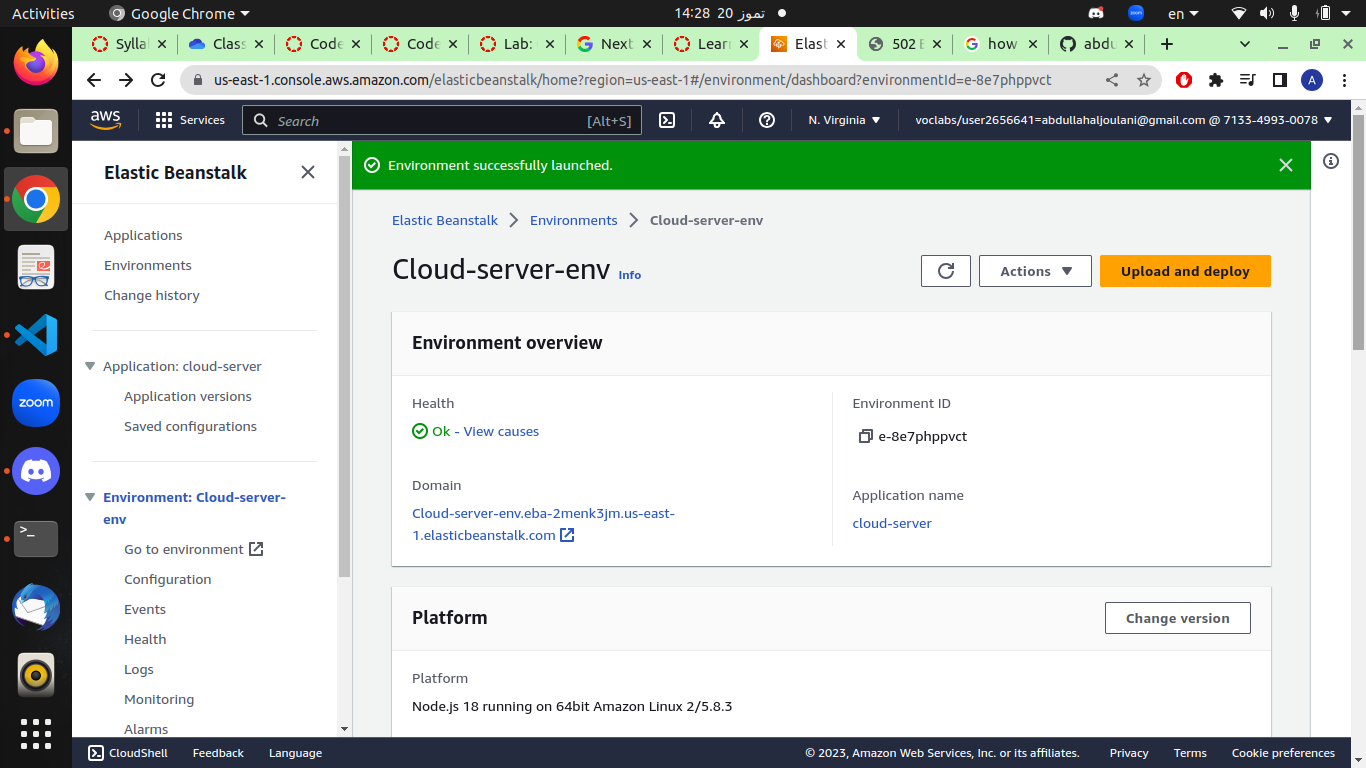 Activities
Google Chrome
14:28 20 تموز
en
Sylla
Class
Code
Code
Lab:
Next
Learn
Elast
502 B
how
abdu
us-east-1.console.aws.amazon.com/elasticbeanstalk/home?region=us-east-1#/environment/dashboard?environmentId=e-8e7phppvct
A
aws
Services
Search [Alt+S]
N. Virginia
voclabs/user2656641=abdullahaljoulani@gmail.com @ 7133-4993-0078
Elastic Beanstalk
Applications
Environments
Change history
Application: cloud-server
Application versions
Saved configurations
Environment: Cloud-server-
env
Go to environment
Configuration
Events
Health
Logs
Monitoring
Alarms
Environment successfully launched.
Elastic Beanstalk > Environments > Cloud-server-env
Cloud-server-env Info
Actions
Upload and deploy
Environment overview
Health
Ok - View causes
Domain
Cloud-server-env.eba-2menk3jm.us-east-
1.elasticbeanstalk.com
Environment ID
e-8e7phppvct
Application name
cloud-server
Platform
Change version
Platform
Node.js 18 running on 64bit Amazon Linux 2/5.8.3
zoom
zoom
CloudShell
Feedback
Language
© 2023, Amazon Web Services, Inc. or its affiliates.
Privacy
Terms
Cookie preferences